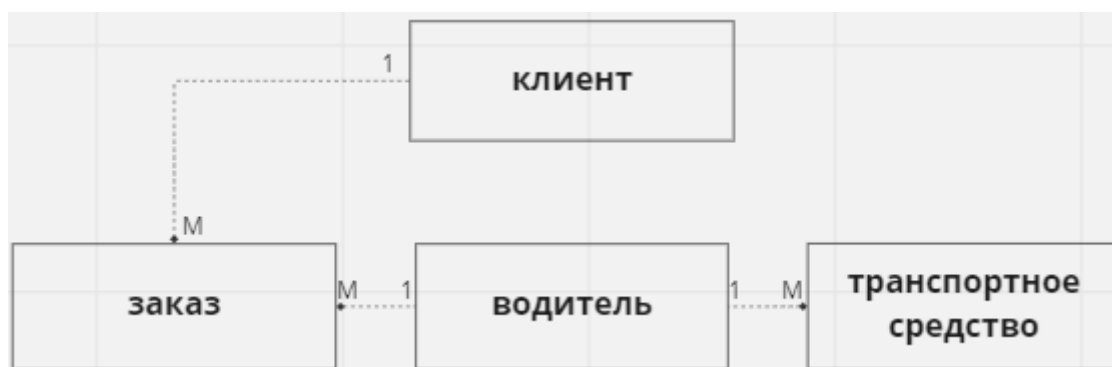 1
клиент
М
заказ
М
1
водитель
1
М
транспортное
средство